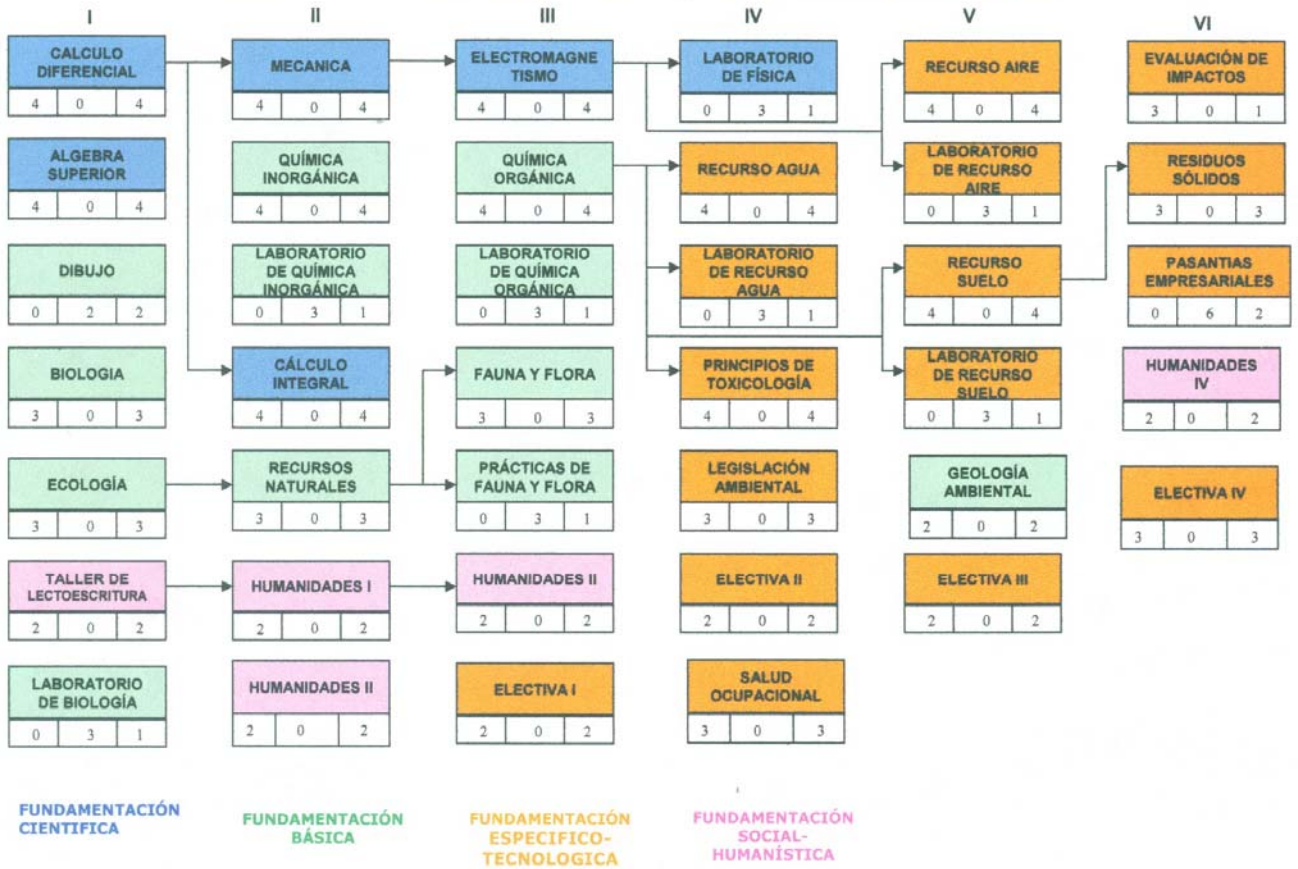 I
II
III
IV
V
VI
CALCULO
DIFERENCIAL
4 0 4
MECANICA
4 0 4
ELECTROMAGNE
TISMO
4 0 4
LABORATORIO
DE FÍSICA
0 3 1
RECURSO AIRE
4 0 4
EVALUACIÓN DE
IMPACTOS
3 0 1
ALGEBRA
SUPERIOR
4 0 4
QUÍMICA
INORGÁNICA
4 0 4
QUÍMICA
ORGÁNICA
4 0 4
RECURSO AGUA
4 0 4
LABORATORIO
DE RECURSO
AIRE
0 3 1
RESIDUOS
SÓLIDOS
3 0 3
DIBUJO
0 2 2
LABORATORIO
DE QUÍMICA
INORGÁNICA
0 3 1
LABORATORIO
DE QUÍMICA
ORGÁNICA
0 3 1
LABORATORIO
DE RECURSO
AGUA
0 3 1
RECURSO
SUELO
4 0 4
PASANTIAS
EMPRESARIALES
0 6 2
BIOLOGIA
3 0 3
CÁLCULO
INTEGRAL
4 0 4
FAUNA Y FLORA
3 0 3
PRINCIPIOS DE
TOXICOLOGÍA
4 0 4
LABORATORIO
DE RECURSO
SUELO
0 3 1
HUMANIDADES
IV
2 0 2
ECOLOGÍA
3 0 3
RECURSOS
NATURALES
3 0 3
PRÁCTICAS DE
FAUNA Y FLORA
0 3 1
LEGISLACIÓN
AMBIENTAL
3 0 3
GEOLOGÍA
AMBIENTAL
2 0 2
ELECTIVA IV
3 0 3
TALLER DE
LECTOESCRITURA
2 0 2
HUMANIDADES I
2 0 2
HUMANIDADES II
2 0 2
ELECTIVA II
2 0 2
ELECTIVA III
2 0 2
LABORATORIO
DE BIOLOGÍA
0 3 1
HUMANIDADES II
2 0 2
ELECTIVA I
2 0 2
SALUD
OCUPACIONAL
3 0 3
FUNDAMENTACIÓN
CIENTIFICA
FUNDAMENTACIÓN
BÁSICA
FUNDAMENTACIÓN
ESPECIFICO-
TECNOLOGICA
FUNDAMENTACIÓN
SOCIAL-
HUMANÍSTICA